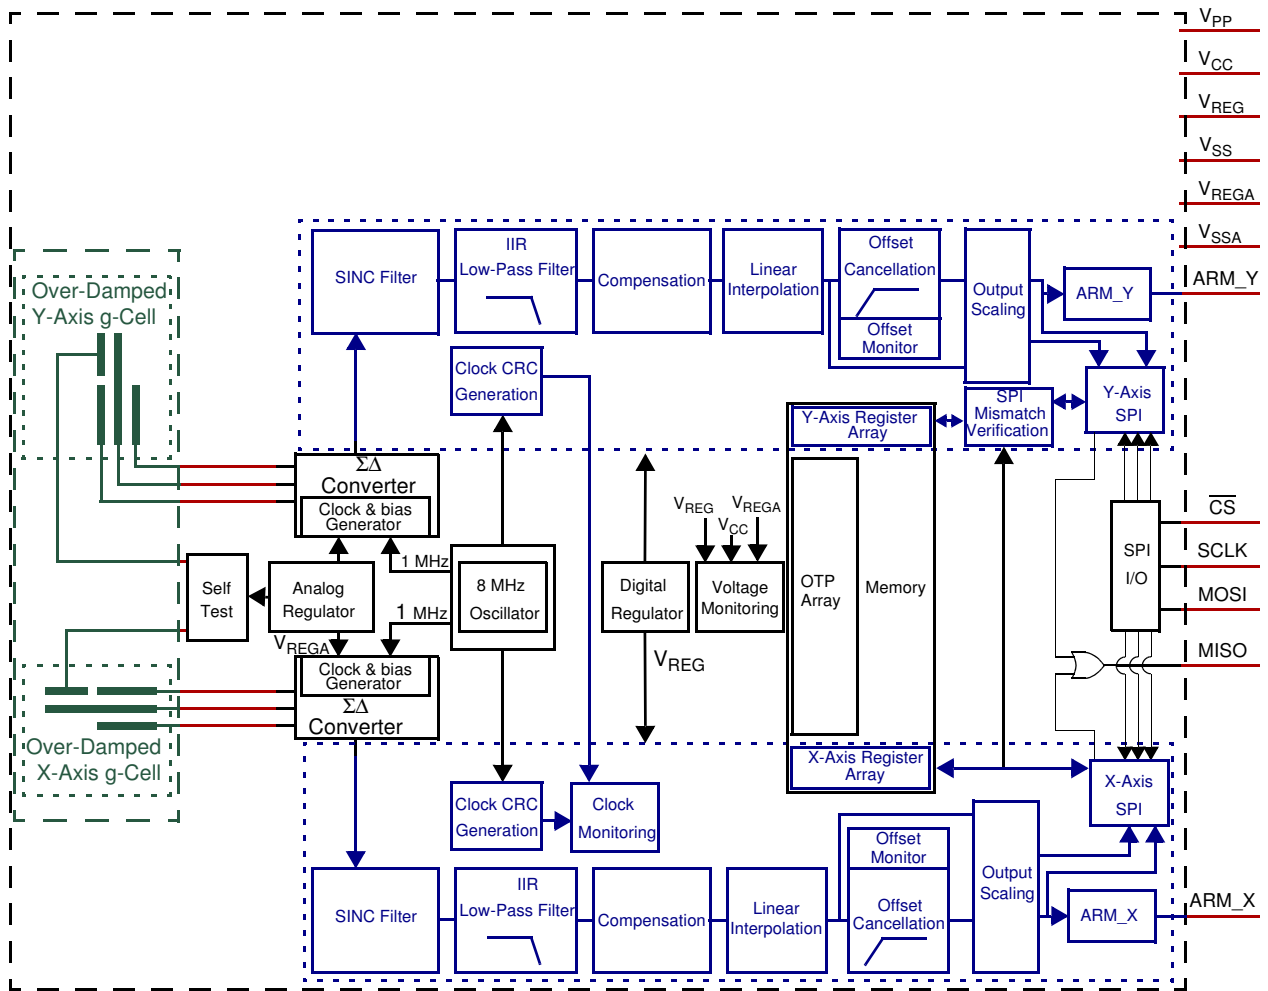 VPP
VCC
VREG
VSS
VREGA
VSSA
ARM_Y
SINC Filter
IIR
Low-Pass Filter
Compensation
Linear
Interpolation
Offset
Cancellation
Offset
Monitor
Output
Scaling
ARM_Y
Over-Damped
Y-Axis g-Cell
Clock CRC
Generation
Y-Axis Register
Array
SPI
Mismatch
Verification
Y-Axis
SPI
ΣΔ
Converter
Clock & bias
Generator
VREG
VCC
VREGA
CS
SCLK
MOSI
MISO
SPI
I/O
Self
Test
Analog
Regulator
VREGA
1 MHz
1 MHz
8 MHz
Oscillator
Digital
Regulator
VREG
Voltage
Monitoring
OTP
Array
Memory
Clock & bias
Generator
ΣΔ
Converter
Over-Damped
X-Axis g-Cell
X-Axis Register
Array
X-Axis
SPI
Clock CRC
Generation
Clock
Monitoring
SINC Filter
IIR
Low-Pass Filter
Compensation
Linear
Interpolation
Offset
Monitor
Offset
Cancellation
Output
Scaling
ARM_X
ARM_X